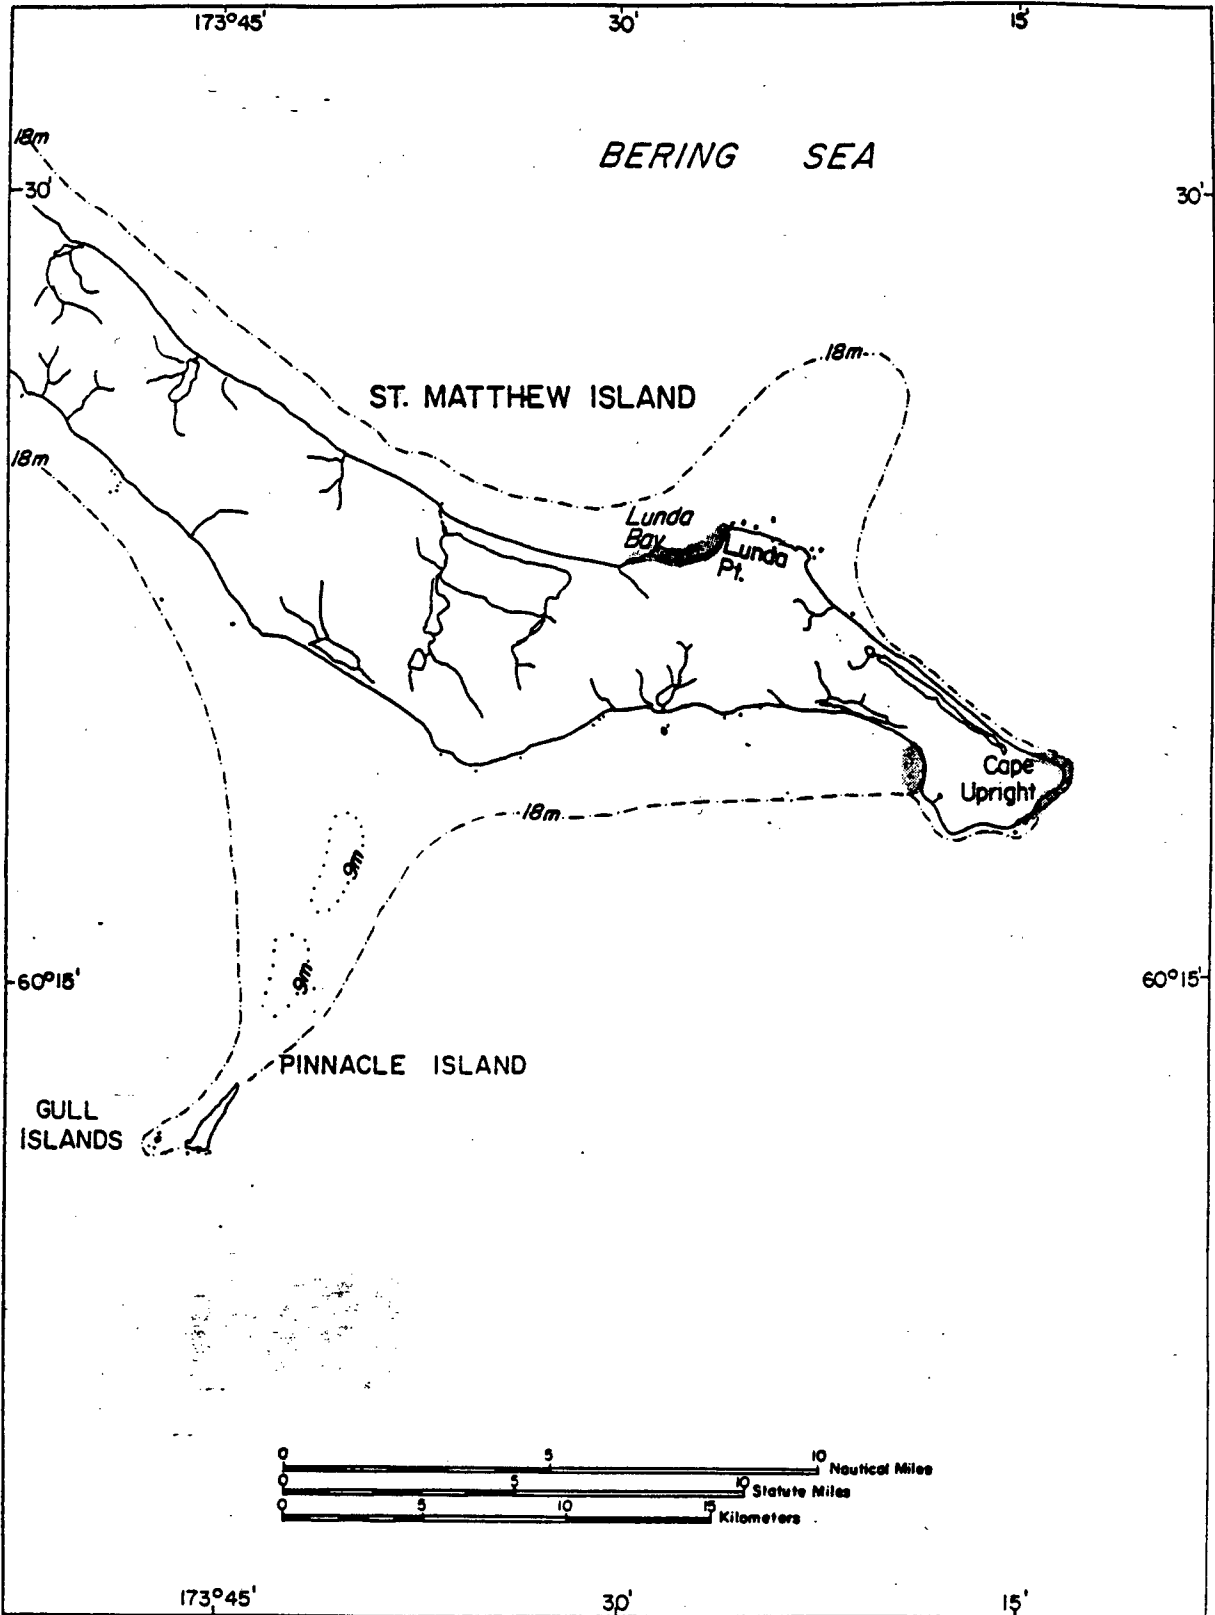 173°45' 30' 15'
18m
BERING SEA
30' 30'
18m
ST. MATTHEW ISLAND
18m
Lunda
Bay
Lunda
Pt.
Cape
Upright
18m
9m
9m
60°15' 60°15'
PINNACLE ISLAND
GULL
ISLANDS
0 5 10 Nautical Miles
0 5 10 Statute Miles
0 5 10 15 Kilometers
173°45' 30' 15'